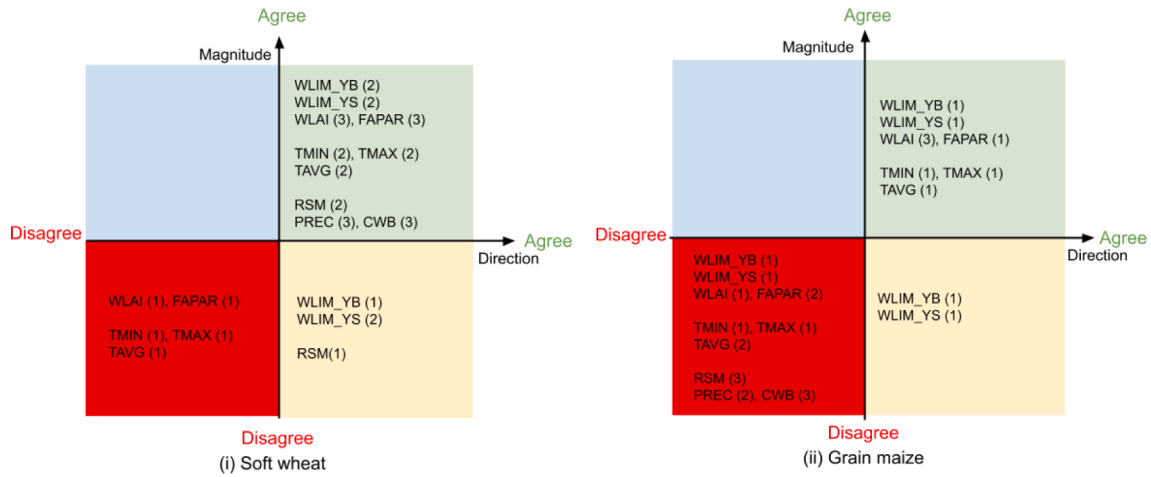 Agree
Magnitude
WLIM_YB (2)
WLIM_YS (2)
WLAI (3), FAPAR (3)
TMIN (2), TMAX (2)
TAVG (2)
RSM (2)
PREC (3), CWB (3)
Disagree
Agree
Direction
WLAI (1), FAPAR (1)
TMIN (1), TMAX (1)
TAVG (1)
WLIM_YB (1)
WLIM_YS (2)
RSM(1)
Disagree
(i) Soft wheat
Agree
Magnitude
WLIM_YB (1)
WLIM_YS (1)
WLAI (3), FAPAR (1)
TMIN (1), TMAX (1)
TAVG (1)
Disagree
Agree
Direction
WLIM_YB (1)
WLIM_YS (1)
WLAI (1), FAPAR (2)
TMIN (1), TMAX (1)
TAVG (2)
RSM (3)
PREC (2), CWB (3)
WLIM_YB (1)
WLIM_YS (1)
Disagree
(ii) Grain maize